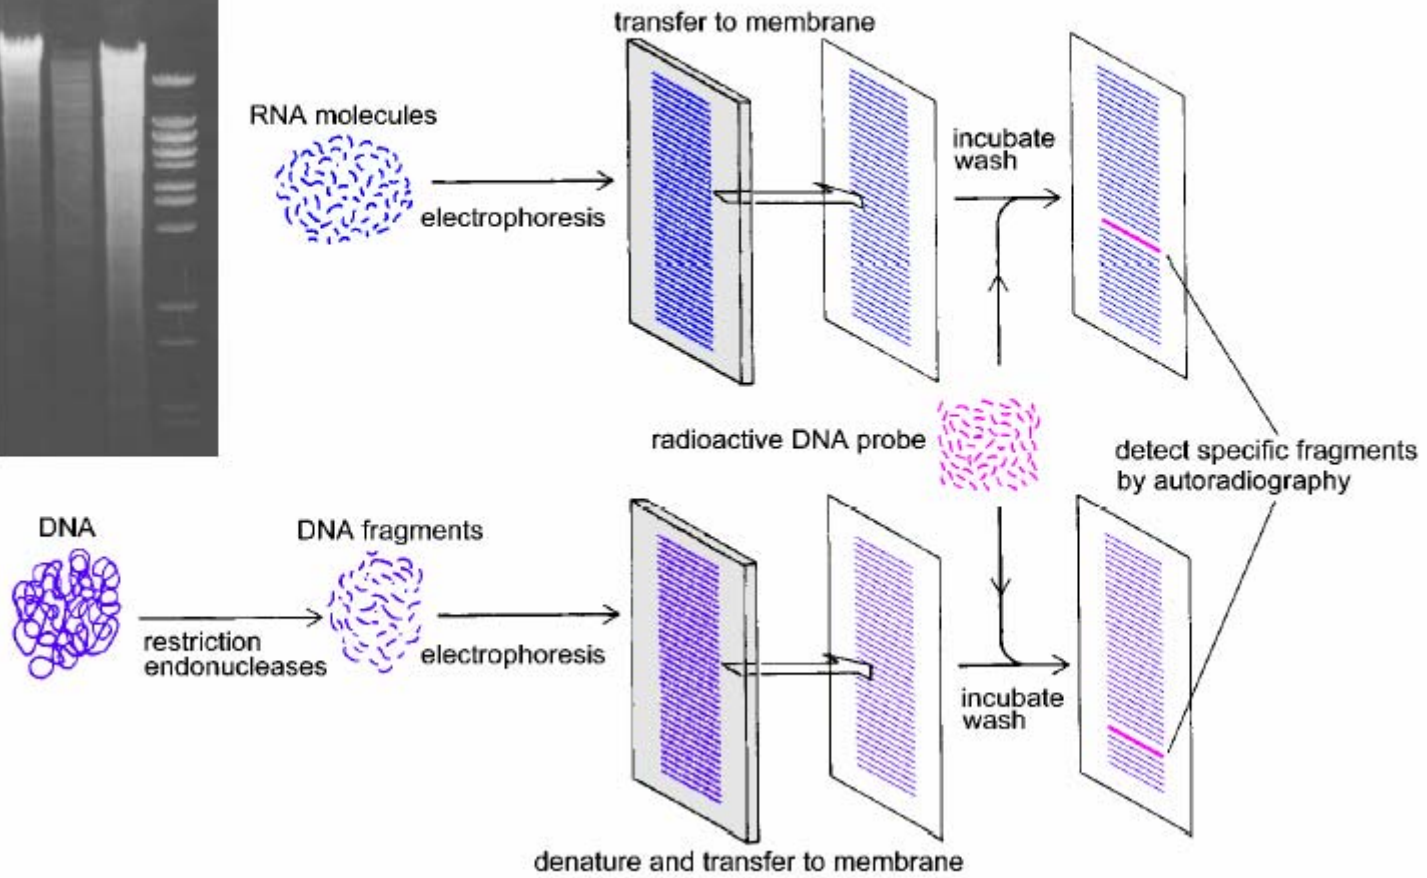 transfer to membrane
RNA molecules
electrophoresis
incubate
wash
radioactive DNA probe
detect specific fragments
by autoradiography
DNA
DNA fragments
restriction
endonucleases
electrophoresis
incubate
wash
denature and transfer to membrane